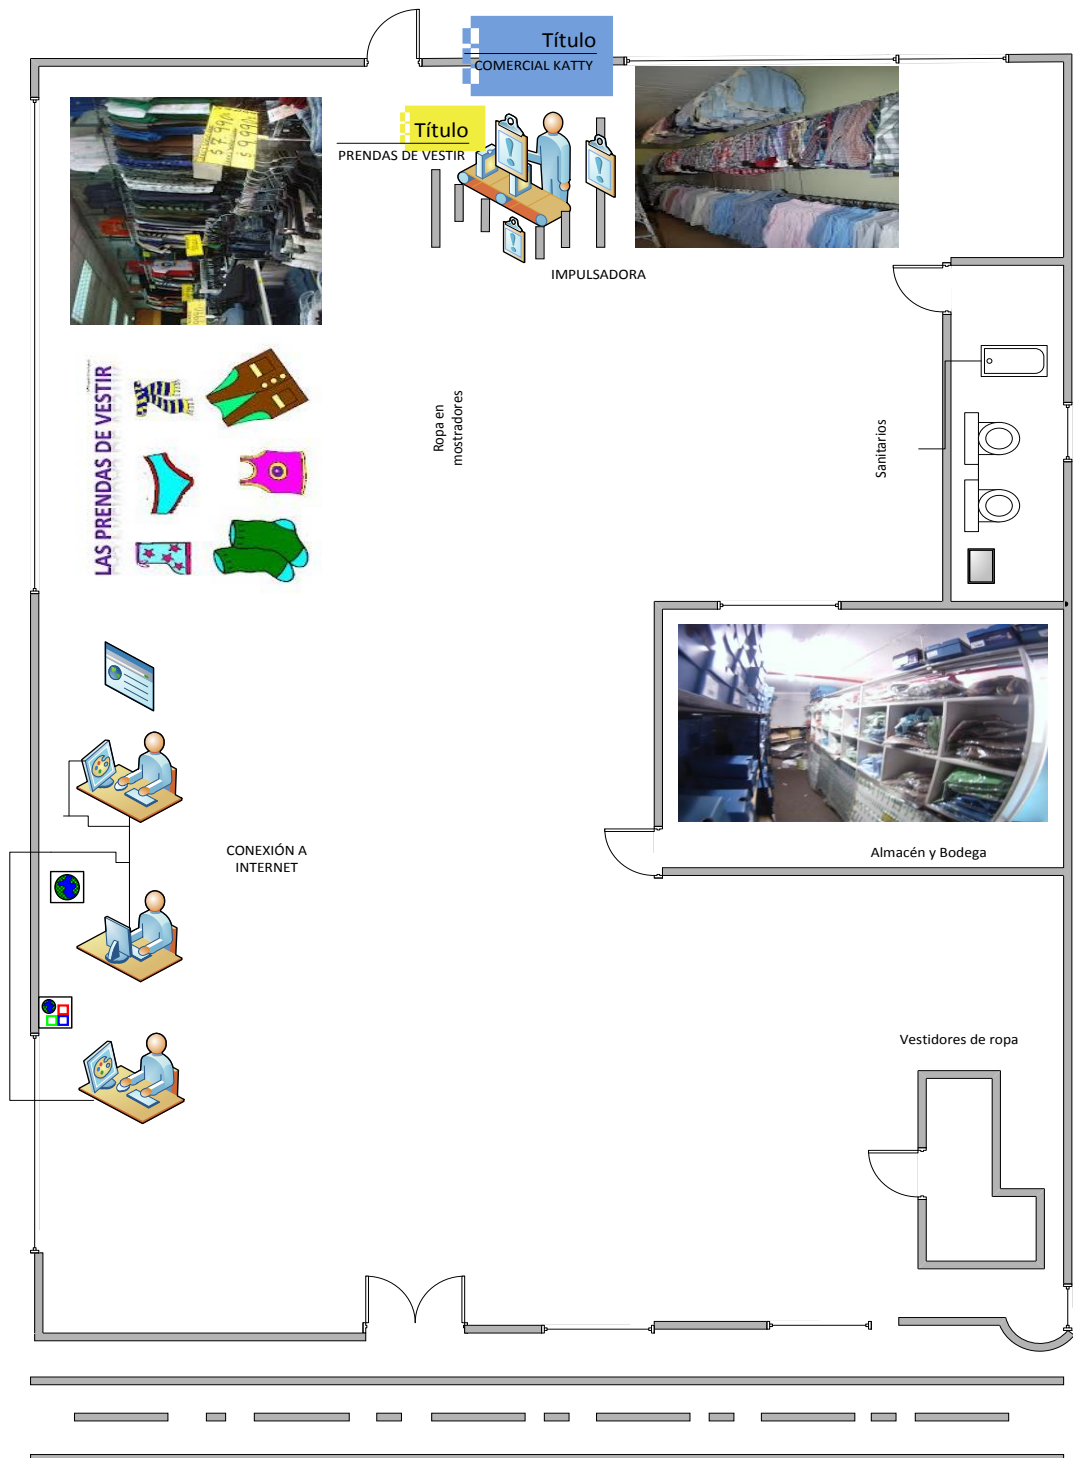 Título
COMERCIAL KATTY
Título
PRENDAS DE VESTIR
IMPULSADORA
LAS PRENDAS DE VESTIR
Ropa en
mostradores
Sanitarios
CONEXIÓN A
INTERNET
Almacén y Bodega
Vestidores de ropa